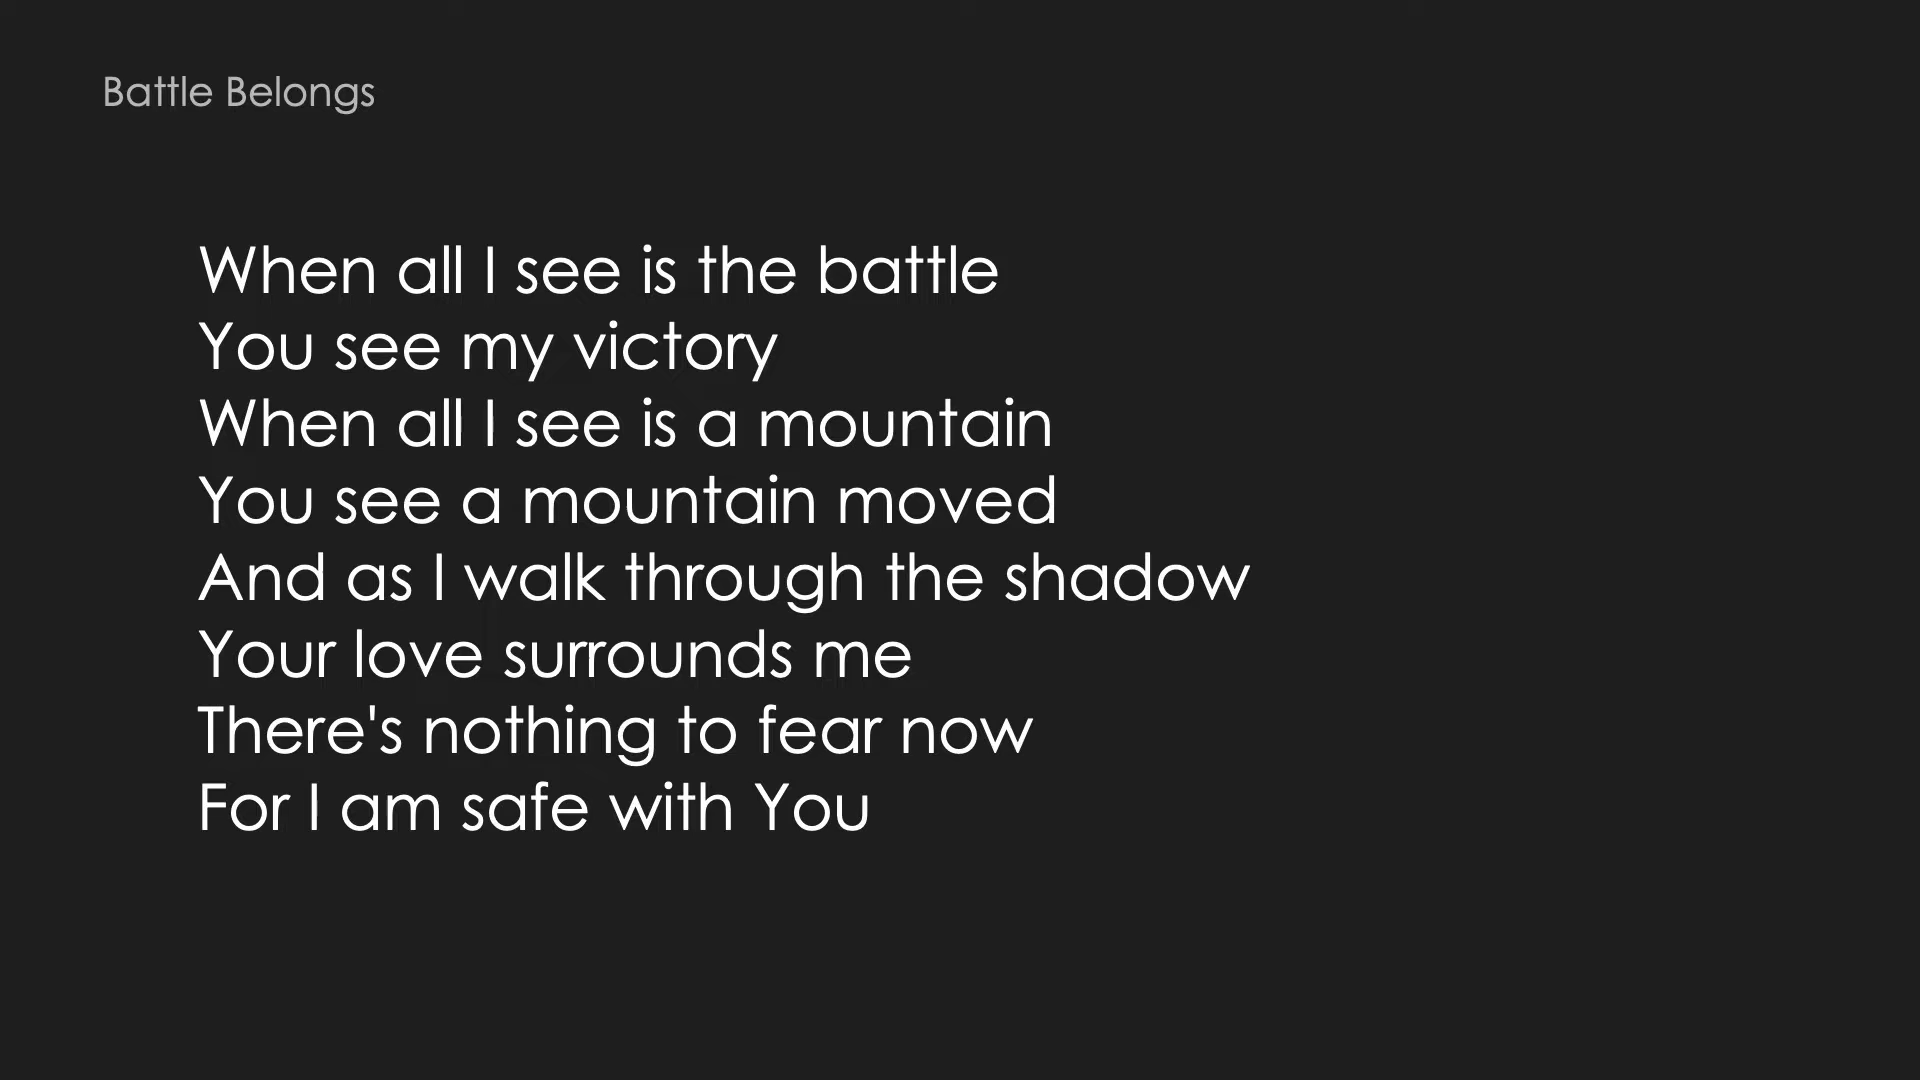 Battle Belongs
When all I see is the battle
You see my victory
When all I see is a mountain
You see a mountain moved
And as I walk through the shadow
Your love surrounds me
There's nothing to fear now
For I am safe with You